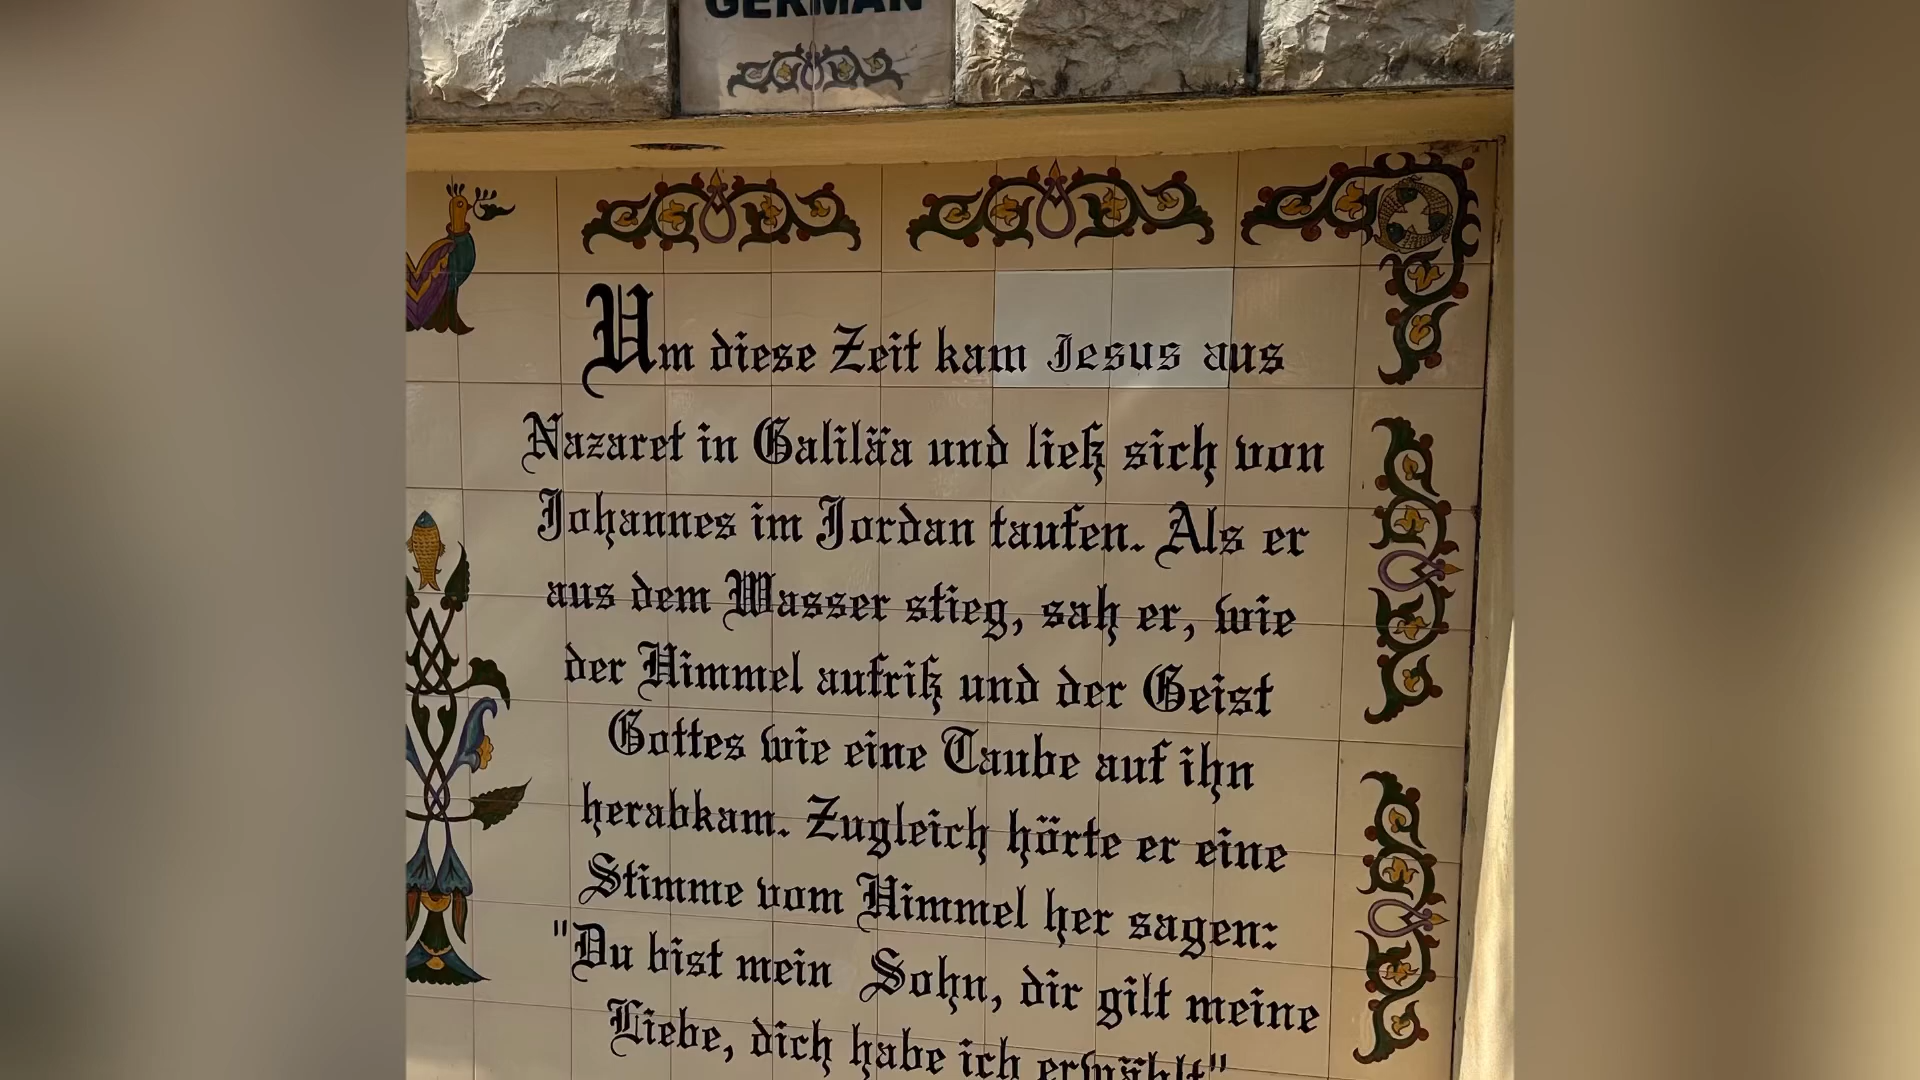 GERMAN
Um diese Zeit kam Jesus aus
Nazaret in Galiläa und ließ sich von
Johannes im Jordan taufen. Als er
aus dem Wasser stieg, sah er, wie
der Himmel aufriß und der Geist
Gottes wie eine Taube auf ihn
herabkam. Zugleich hörte er eine
Stimme vom Himmel her sagen:
"Du bist mein Sohn, dir gilt meine
Liebe, dich habe ich erwählt"